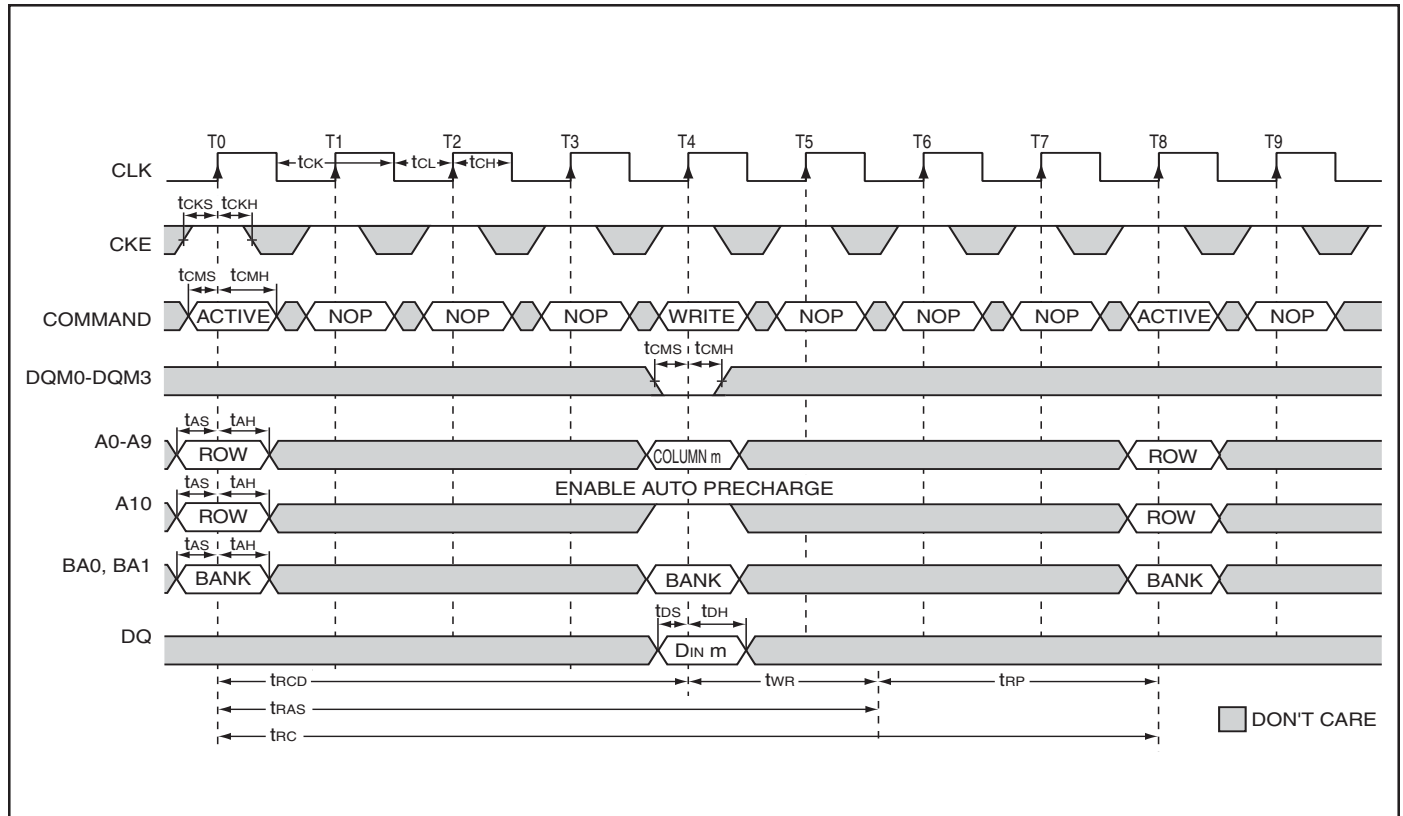 T0 T1 T2 T3 T4 T5 T6 T7 T8 T9
CLK tCK tCL tCH
tCKS tCKH
CKE
tCMS tCMH
COMMAND ACTIVE NOP NOP NOP WRITE NOP NOP NOP ACTIVE NOP
tCMS tCMH
DQM0-DQM3
tAS tAH
A0-A9 ROW COLUMN m ROW
tAS tAH ENABLE AUTO PRECHARGE
A10 ROW ROW
tAS tAH
BA0, BA1 BANK BANK BANK
tDS tDH
DQ DIN m
tRCD tWR tRP
tRAS
DON'T CARE
tRC